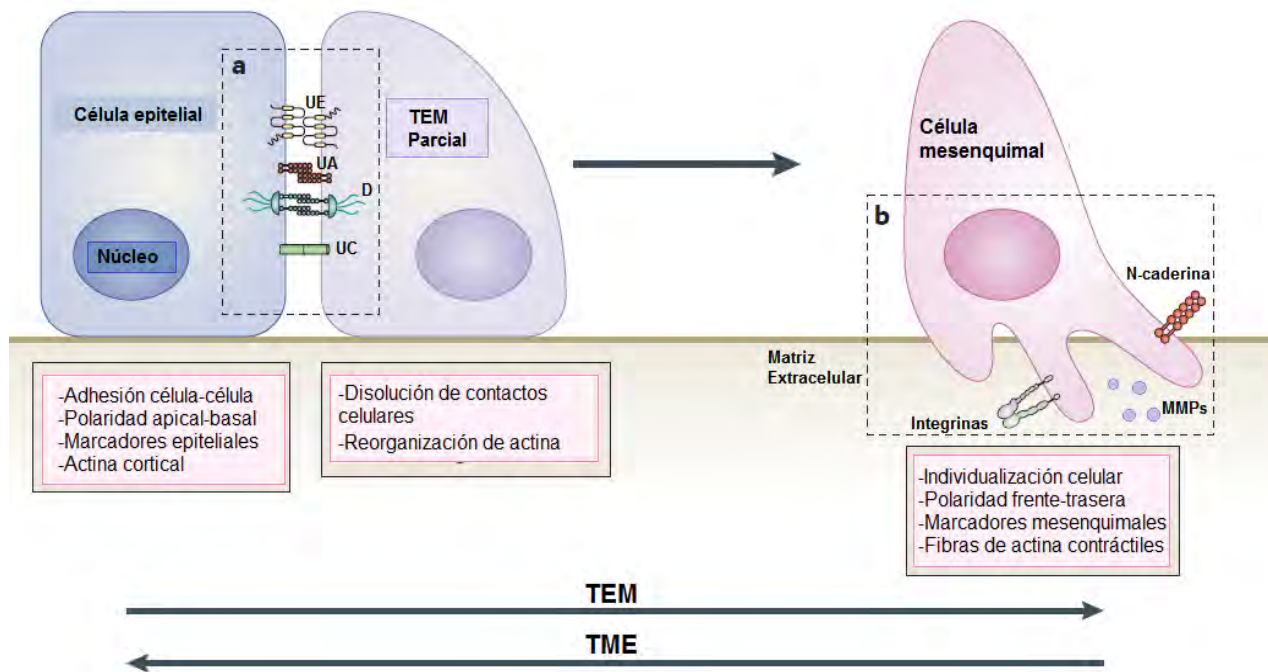 a
UE
Célula epitelial
TEM
Parcial
UA
D
Núcleo
UC
Célula
mesenquimal
b
N-caderina
Matriz
Extracelular
Integrinas
MMPs
-Adhesión célula-célula
-Polaridad apical-basal
-Marcadores epiteliales
-Actina cortical
-Disolución de contactos
celulares
-Reorganización de actina
-Individualización celular
-Polaridad frente-trasera
-Marcadores mesenquimales
-Fibras de actina contráctiles
TEM
TME